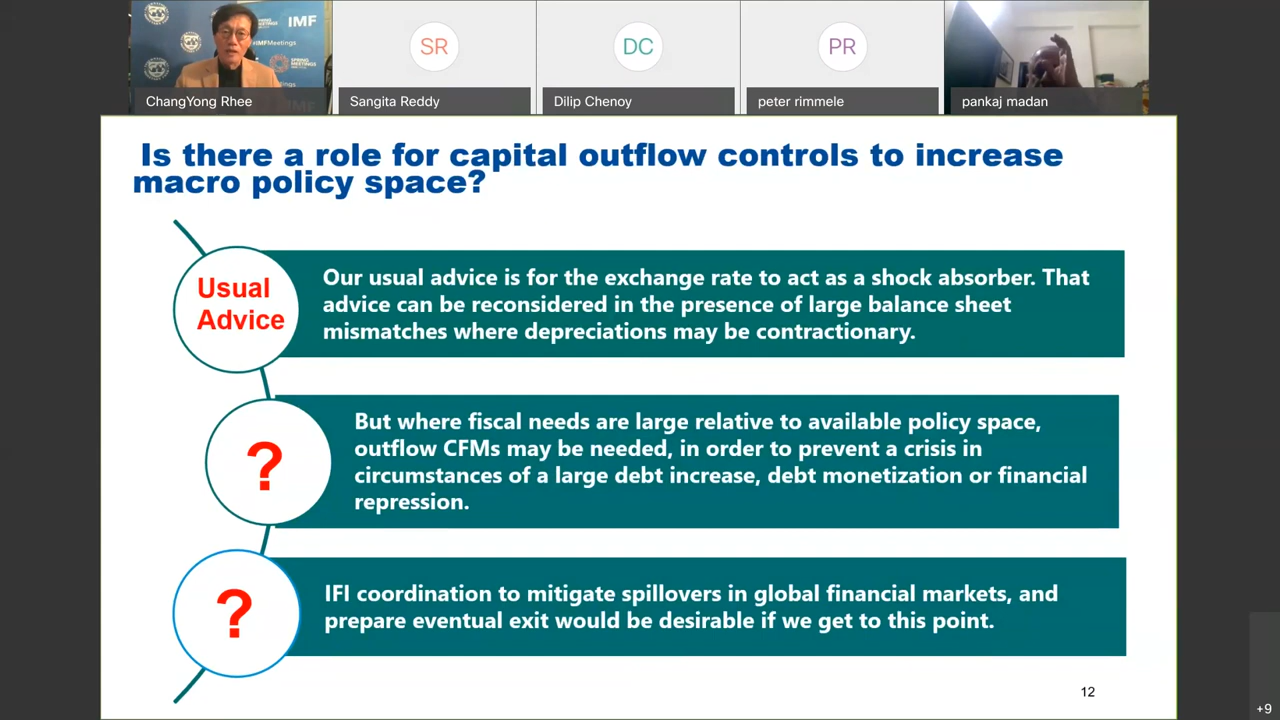 IMF
#IMFMeetings
SR
DC
PR
ChangYong Rhee
Sangita Reddy
Dilip Chenoy
peter rimmele
pankaj madan
Is there a role for capital outflow controls to increase
macro policy space?
Usual
Advice
Our usual advice is for the exchange rate to act as a shock absorber. That
advice can be reconsidered in the presence of large balance sheet
mismatches where depreciations may be contractionary.
?
But where fiscal needs are large relative to available policy space,
outflow CFMs may be needed, in order to prevent a crisis in
circumstances of a large debt increase, debt monetization or financial
repression.
?
IFI coordination to mitigate spillovers in global financial markets, and
prepare eventual exit would be desirable if we get to this point.
12
+9